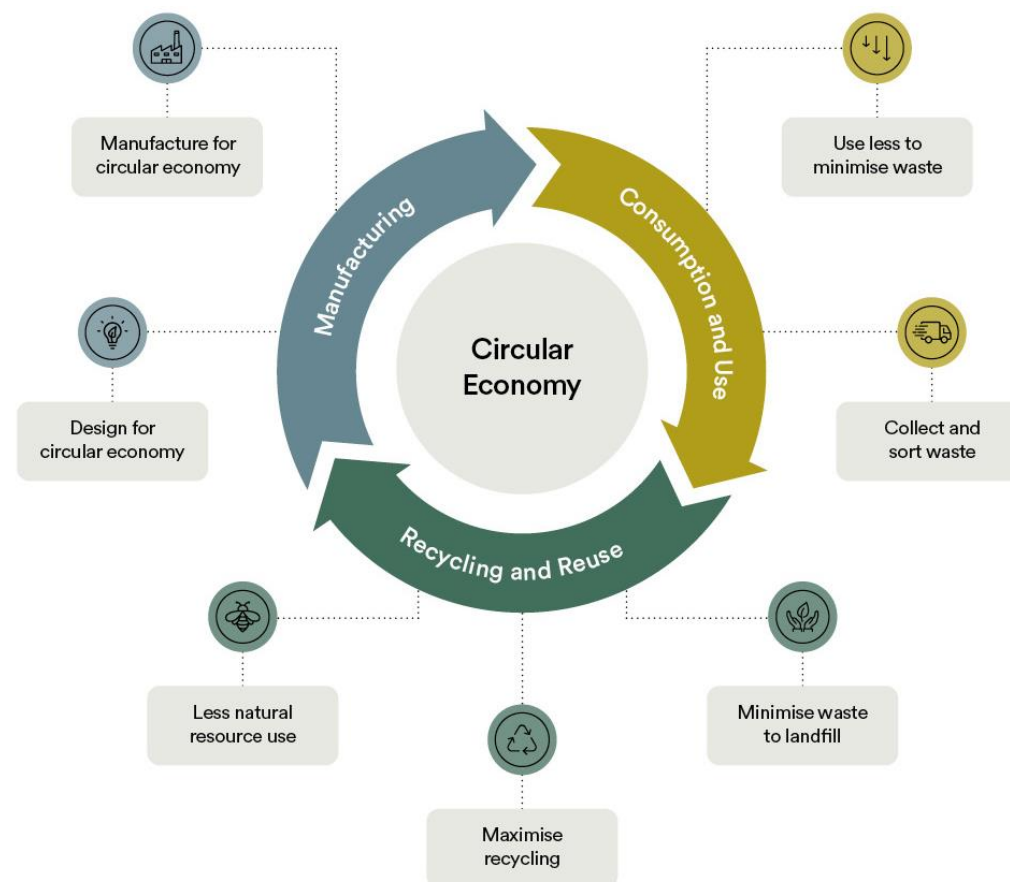 Manufacture for
circular economy
Use less to
minimise waste
Manufacturing
Consumption and Use
Circular
Economy
Design for
circular economy
Collect and
sort waste
Recycling and Reuse
Less natural
resource use
Minimise waste
to landfill
Maximise
recycling